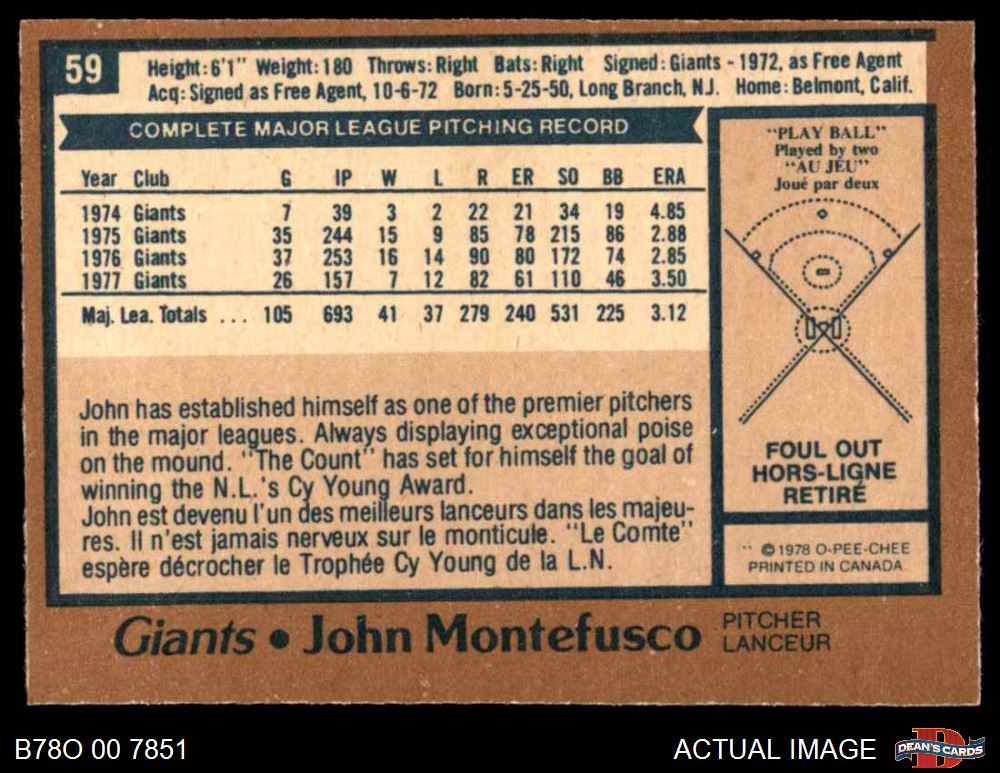 59
Height: 6'1" Weight: 180 Throws: Right Bats: Right Signed: Giants - 1972, as Free Agent
Acq: Signed as Free Agent, 10-6-72 Born: 5-25-50, Long Branch, N.J. Home: Belmont, Calif.
COMPLETE MAJOR LEAGUE PITCHING RECORD
Year Club G IP W L R ER SO BB ERA
1974 Giants 7 39 3 2 22 21 34 19 4.85
1975 Giants 35 244 15 9 85 78 215 86 2.88
1976 Giants 37 253 16 14 90 80 172 74 2.85
1977 Giants 26 157 7 12 82 61 110 46 3.50
Maj. Lea. Totals ... 105 693 41 37 279 240 531 225 3.12
John has established himself as one of the premier pitchers
in the major leagues. Always displaying exceptional poise
on the mound. "The Count" has set for himself the goal of
winning the N.L.'s Cy Young Award.
John est devenu l'un des meilleurs lanceurs dans les majeu-
res. Il n'est jamais nerveux sur le monticule. "Le Comte"
espère décrocher le Trophée Cy Young de la L.N.
"PLAY BALL"
Played by two
"AU JEU"
Joué par deux
FOUL OUT
HORS-LIGNE
RETIRÉ
** © 1978 O-PEE-CHEE
PRINTED IN CANADA
Giants • John Montefusco
PITCHER
LANCEUR
B78O 00 7851
ACTUAL IMAGE
DEAN'S CARDS